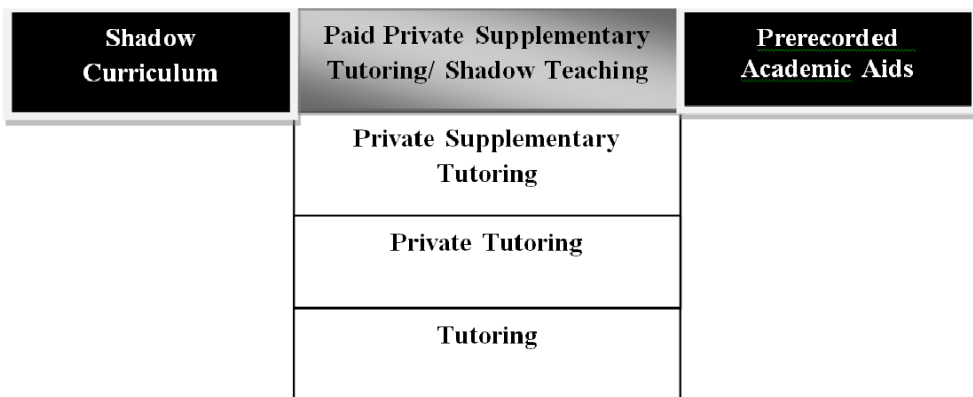 Shadow
Curriculum
Paid Private Supplementary
Tutoring/ Shadow Teaching
Prerecorded
Academic Aids
Private Supplementary
Tutoring
Private Tutoring
Tutoring